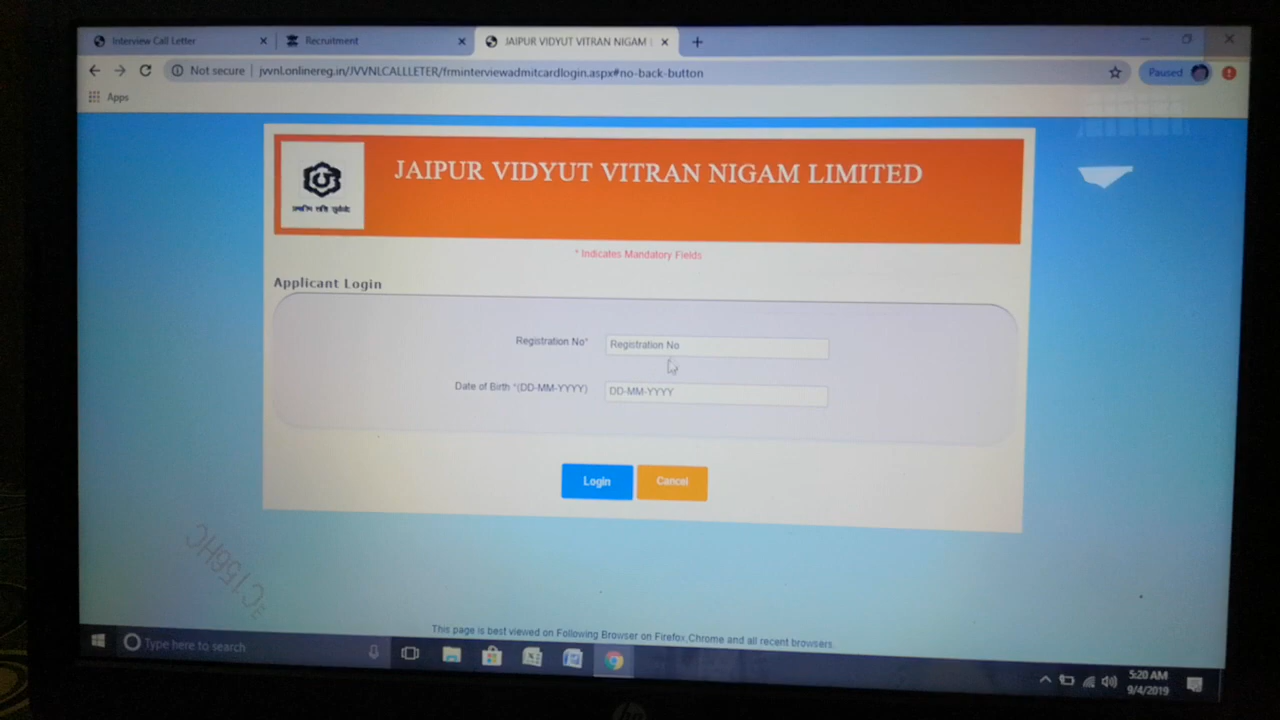 Interview Call Letter
Recruitment
JAIPUR VIDYUT VITRAN NIGAM
Not secure | jvvnl.onlinereg.in/JVVNLCALLLETER/frminterviewadmitcardlogin.aspx#no-back-button
Paused
Apps
JAIPUR VIDYUT VITRAN NIGAM LIMITED
* Indicates Mandatory Fields
Applicant Login
Registration No*
Registration No
Date of Birth *(DD-MM-YYYY)
DD-MM-YYYY
Login
Cancel
This page is best viewed on Following Browser on Firefox,Chrome and all recent browsers.
Type here to search
5:20 AM
9/4/2019
hp